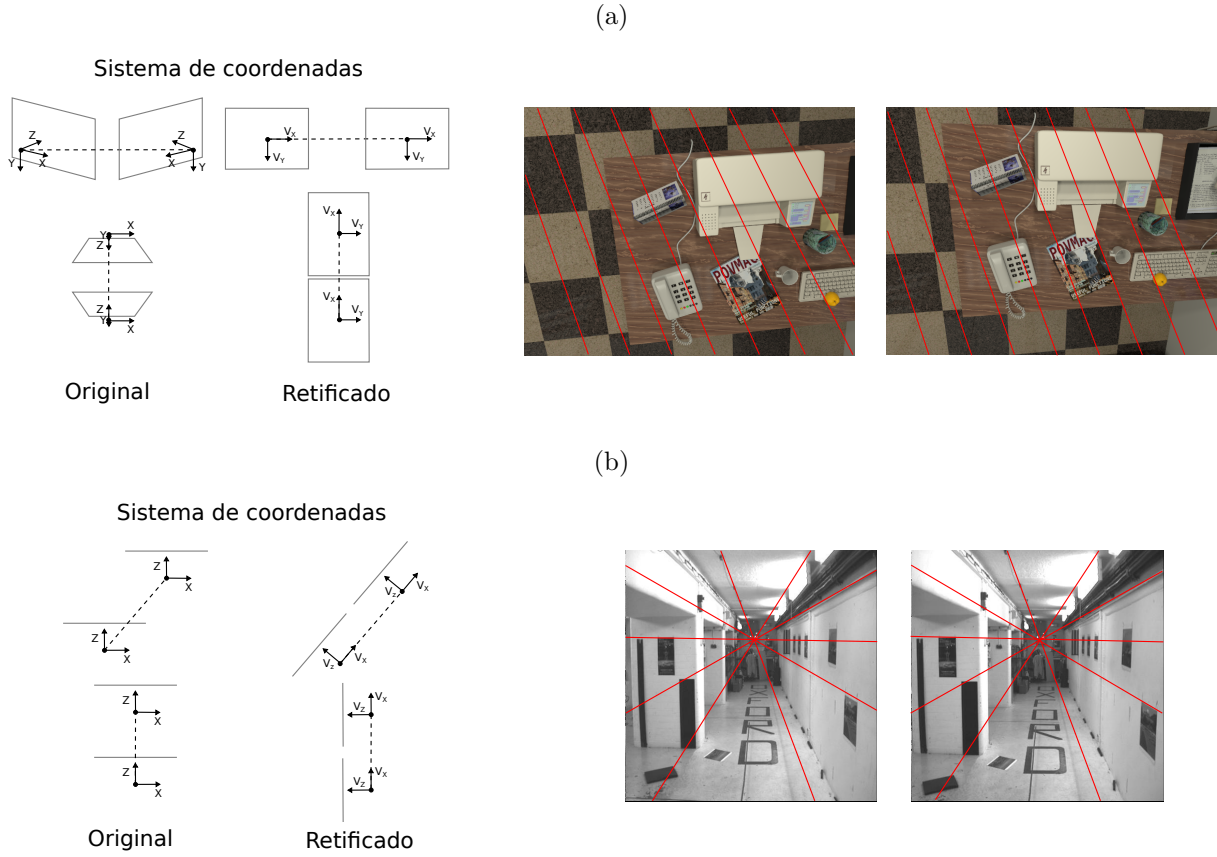 (a)
Sistema de coordenadas
Z
Y
X
Z
X
Y
Vx
VY
Vx
VY
Y
X
Z
Z
Y
X
Vx
VY
Vx
VY
Original
Retificado
POVMAG
(b)
Sistema de coordenadas
Z
X
Z
X
Vz
Vx
Vz
Vx
Z
X
Z
X
Vx
VZ
Vx
VZ
Original
Retificado